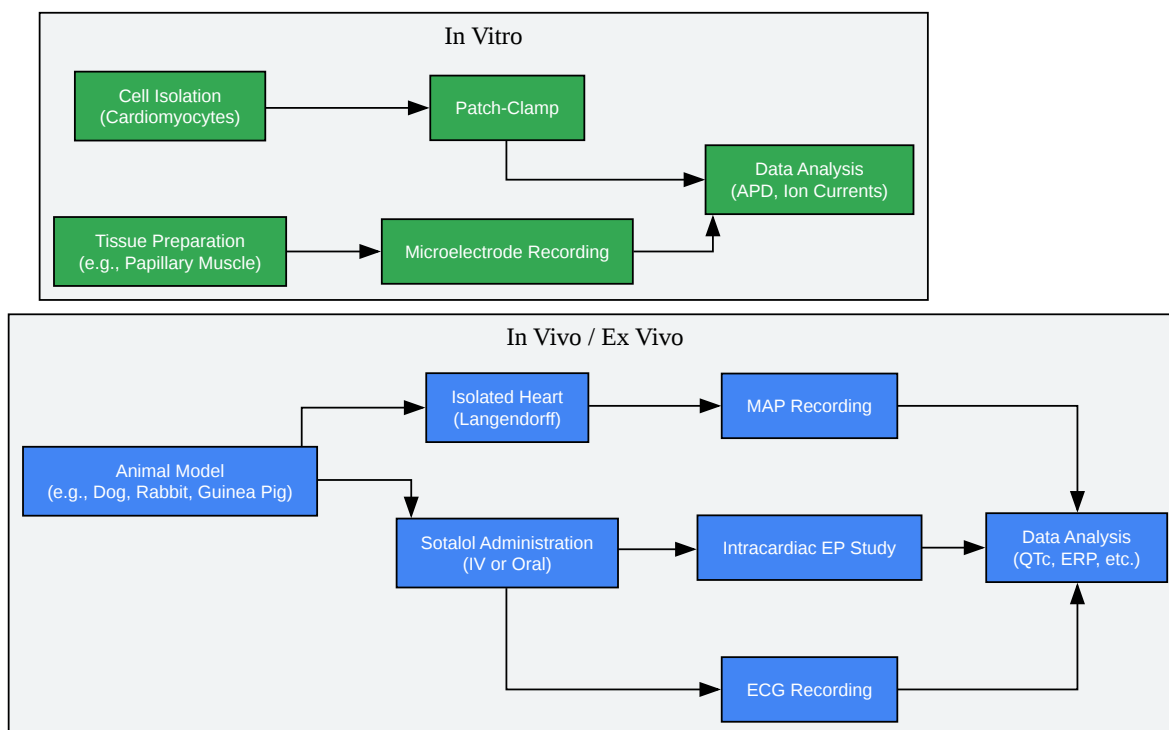 In Vitro
Cell Isolation
(Cardiomyocytes)
Patch-Clamp
Data Analysis
(APD, Ion Currents)
Tissue Preparation
(e.g., Papillary Muscle)
Microelectrode Recording
In Vivo / Ex Vivo
Isolated Heart
(Langendorff)
MAP Recording
Animal Model
(e.g., Dog, Rabbit, Guinea Pig)
Sotalol Administration
(IV or Oral)
Intracardiac EP Study
Data Analysis
(QTc, ERP, etc.)
ECG Recording